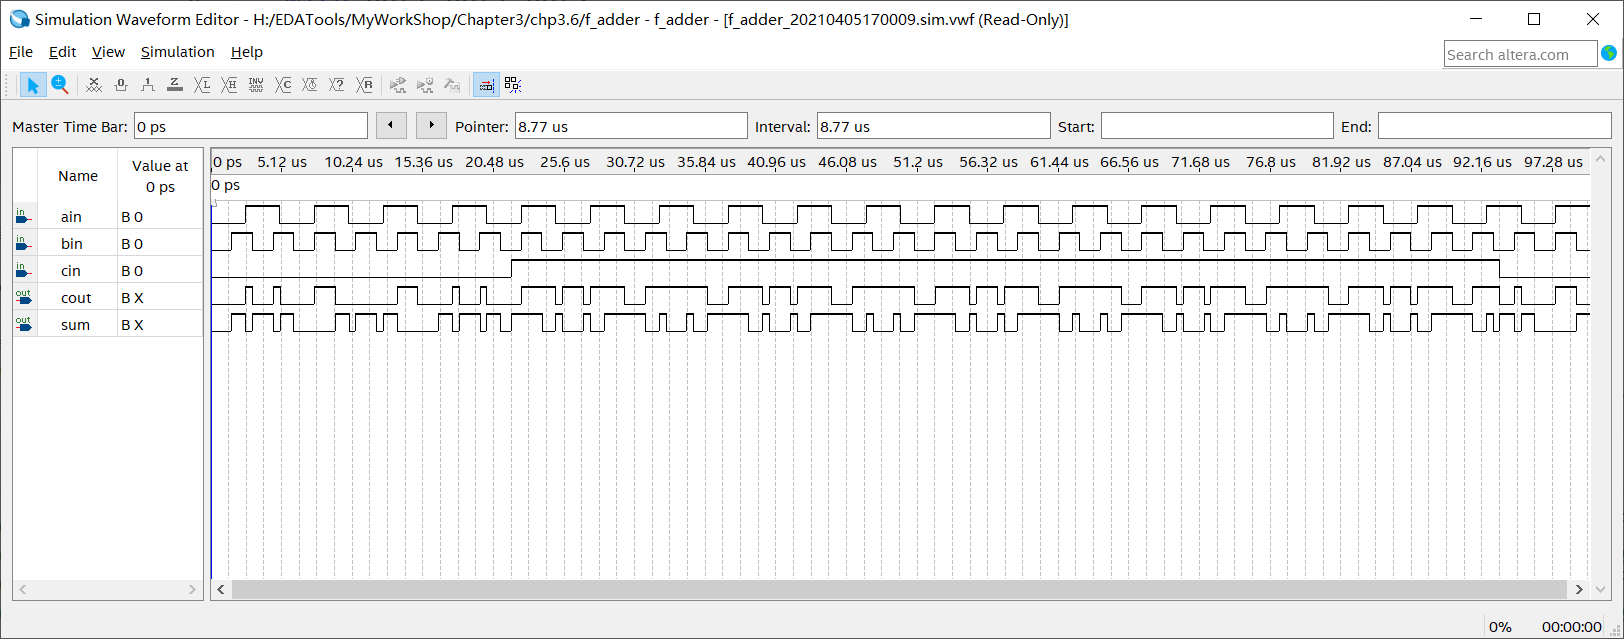 Simulation Waveform Editor - H:/EDATools/MyWorkShop/Chapter3/chp3.6/f_adder - f_adder - [f_adder_20210405170009.sim.vwf (Read-Only)]
File Edit View Simulation Help
Search altera.com
Master Time Bar: 0 ps Pointer: 8.77 us Interval: 8.77 us Start: End:
Name Value at 0 ps
0 ps 5.12 us 10.24 us 15.36 us 20.48 us 25.6 us 30.72 us 35.84 us 40.96 us 46.08 us 51.2 us 56.32 us 61.44 us 66.56 us 71.68 us 76.8 us 81.92 us 87.04 us 92.16 us 97.28 us
0 ps
in ain B 0
in bin B 0
in cin B 0
out cout B X
out sum B X
0% 00:00:00